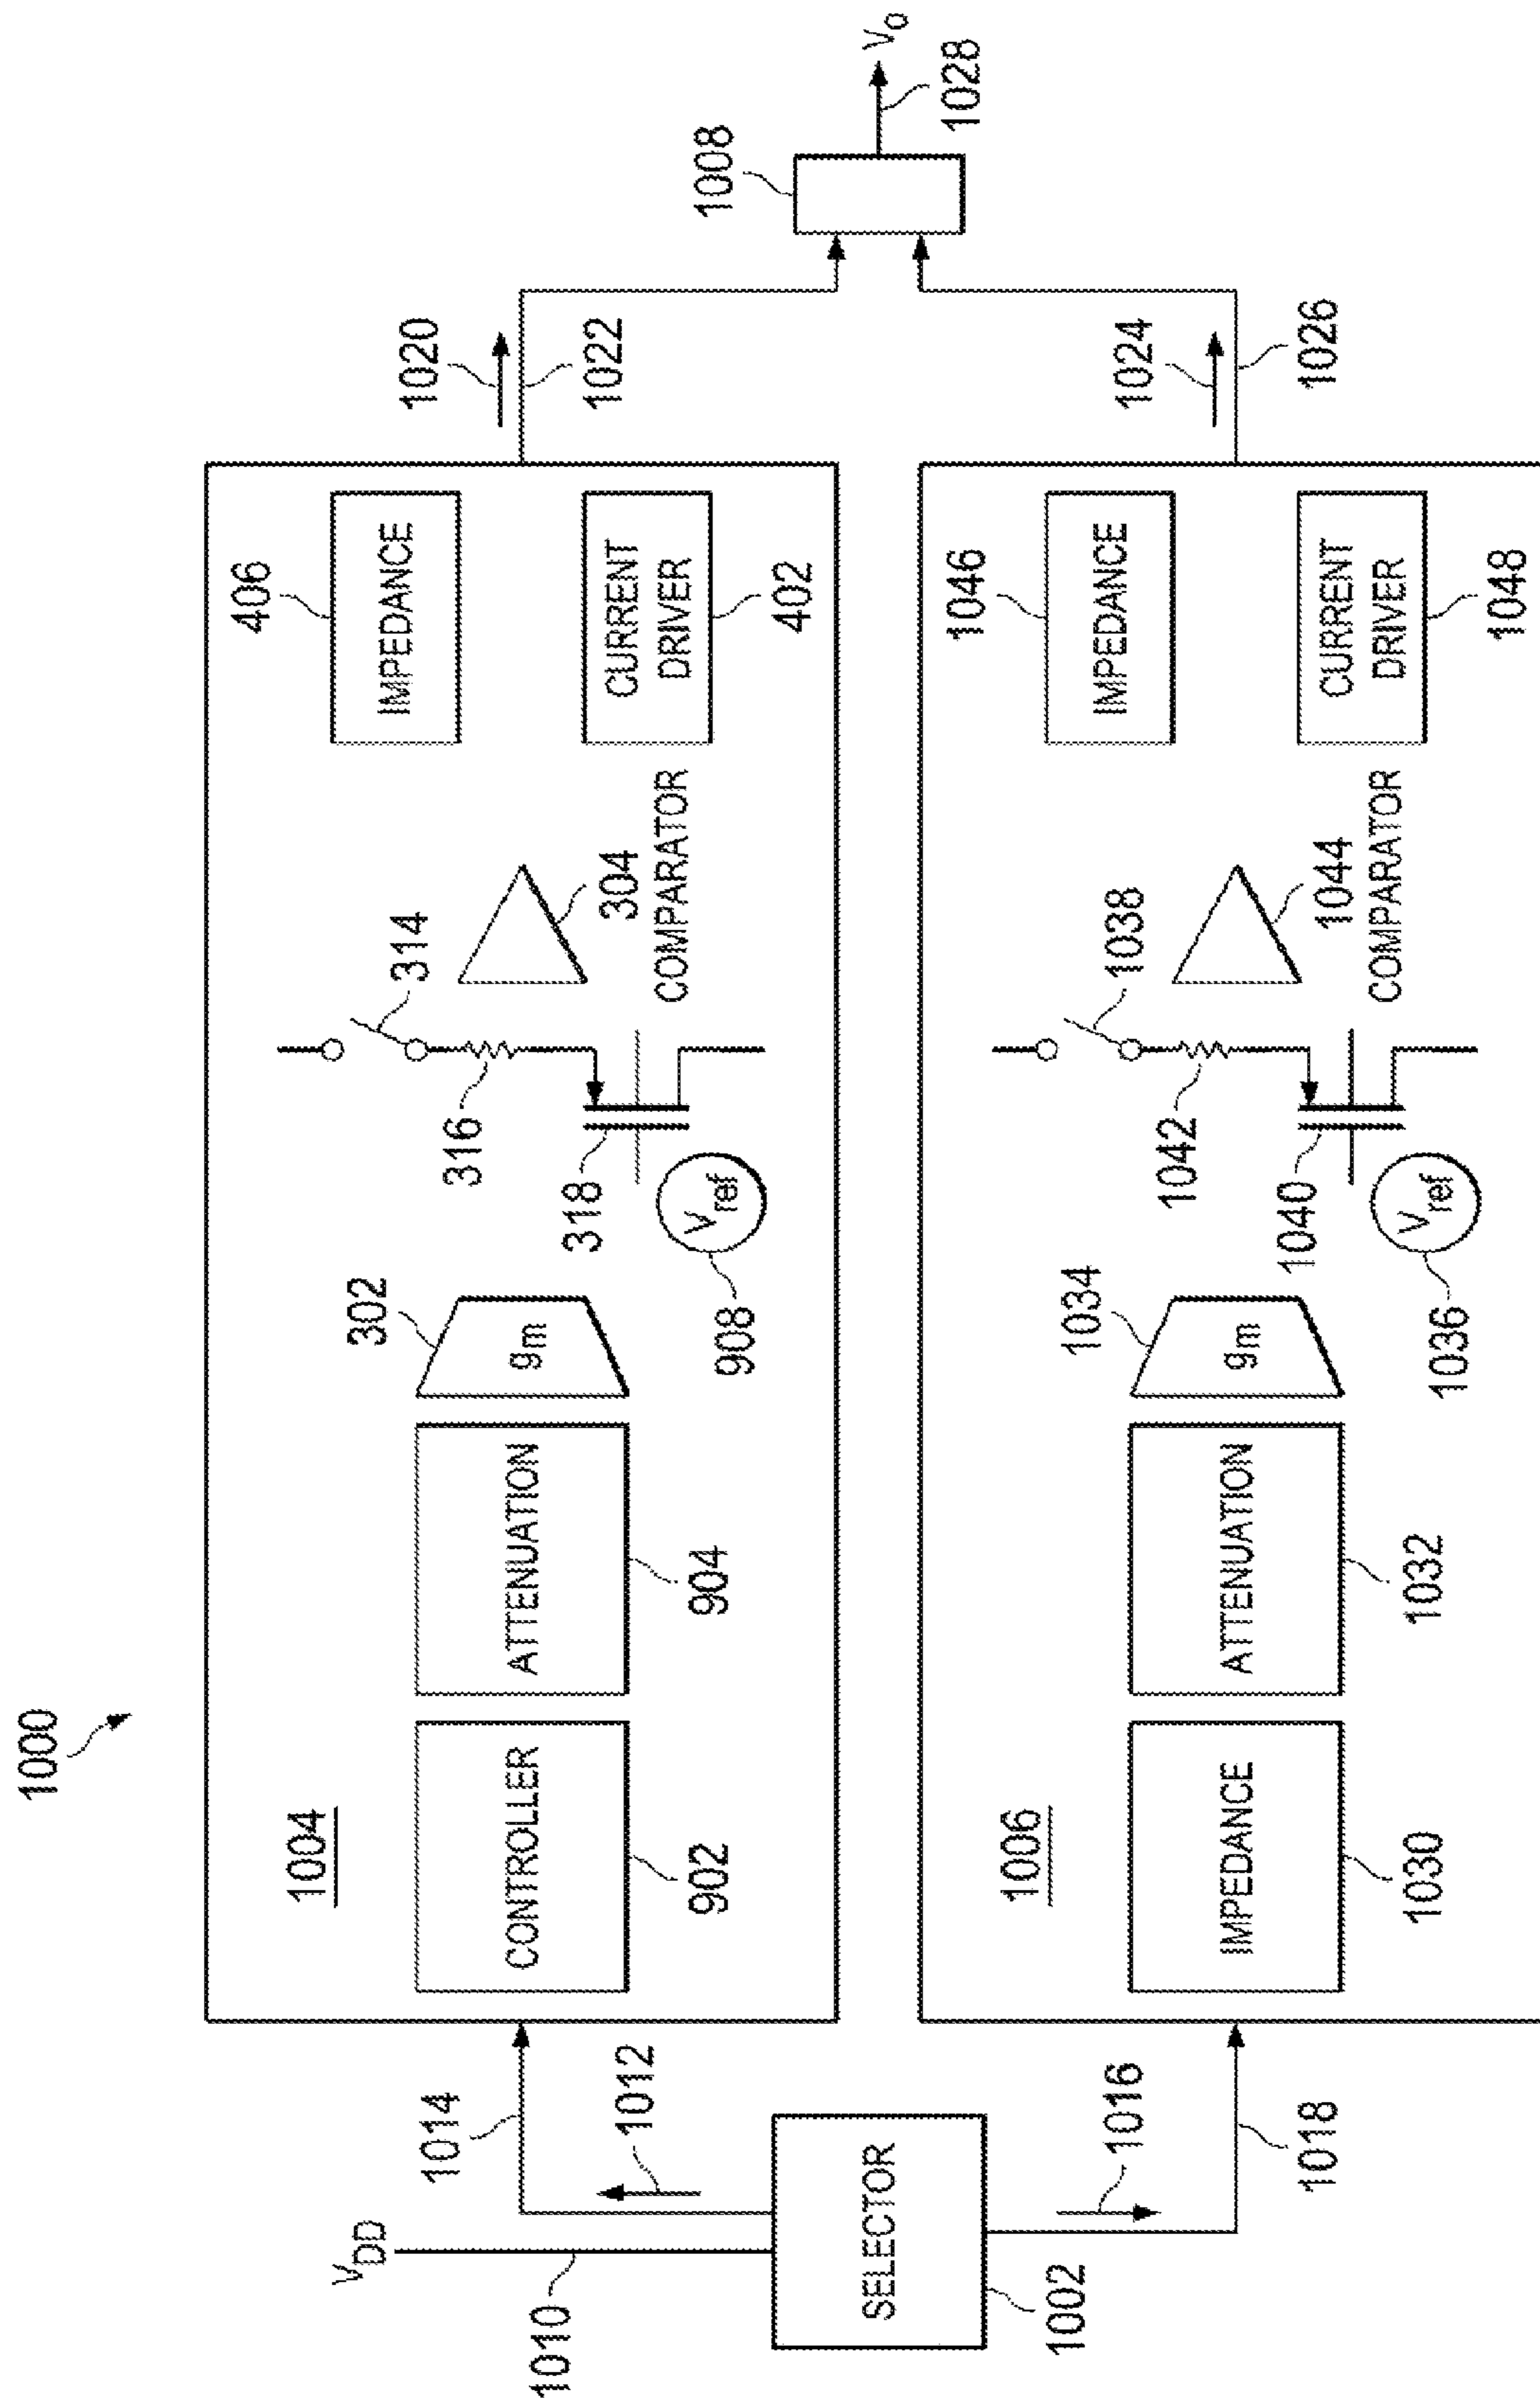 1000
V_DD
1010
1014
1012
SELECTOR
1002
1016
1018
1004
CONTROLLER
902
ATTENUATION
904
302
g_m
V_ref
908
318
316
314
304
COMPARATOR
406
IMPEDANCE
CURRENT
DRIVER
402
1020
1022
1006
IMPEDANCE
1030
ATTENUATION
1032
1034
g_m
V_ref
1036
1040
1042
1038
1044
COMPARATOR
1046
IMPEDANCE
CURRENT
DRIVER
1048
1024
1026
1008
V_o
1028